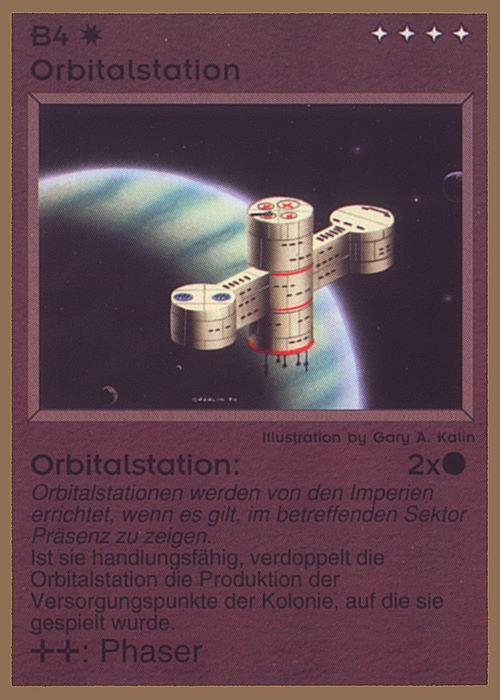 B4
Orbitalstation
Illustration by Gary A. Kalin
Orbitalstation: 2x
Orbitalstationen werden von den Imperien
errichtet, wenn es gilt, im betreffenden Sektor
Präsenz zu zeigen.
Ist sie handlungsfähig, verdoppelt die
Orbitalstation die Produktion der
Versorgungspunkte der Kolonie, auf die sie
gespielt wurde.
++: Phaser